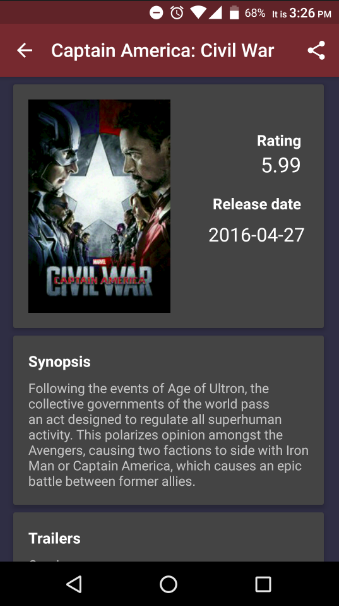 68% It is 3:26 PM
Captain America: Civil War
MARVEL
CAPTAIN AMERICA
CIVIL WAR
Rating
5.99
Release date
2016-04-27
Synopsis
Following the events of Age of Ultron, the
collective governments of the world pass
an act designed to regulate all superhuman
activity. This polarizes opinion amongst the
Avengers, causing two factions to side with Iron
Man or Captain America, which causes an epic
battle between former allies.
Trailers